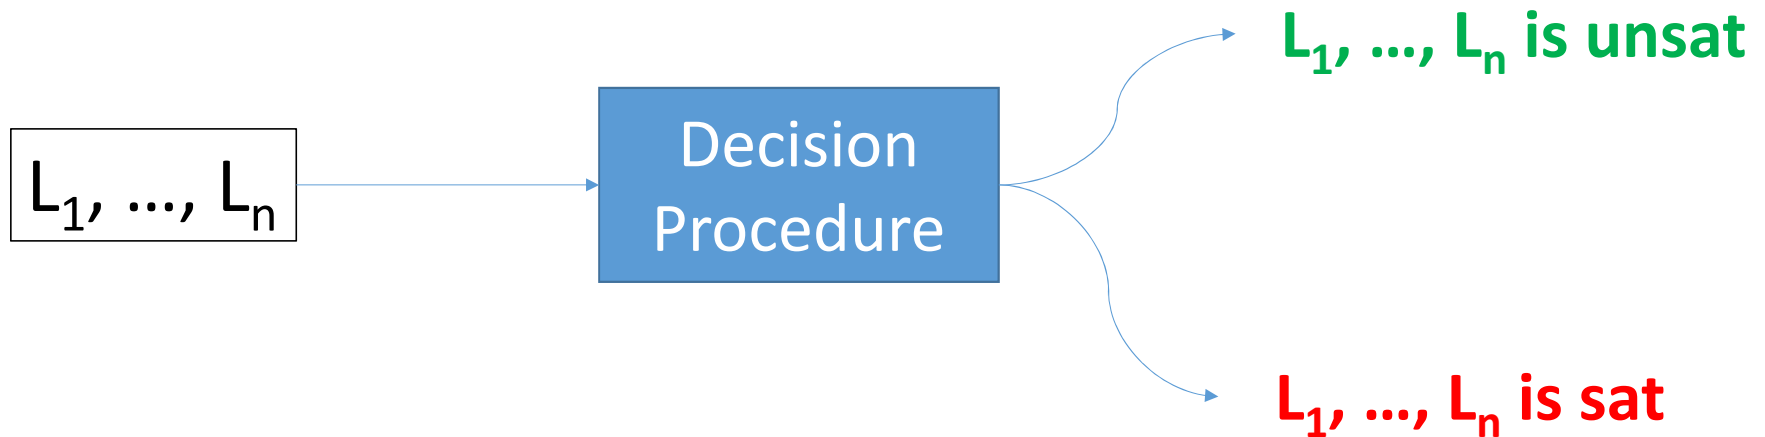 L₁, ..., Lₙ
Decision
Procedure
L₁, ..., Lₙ is unsat
L₁, ..., Lₙ is sat